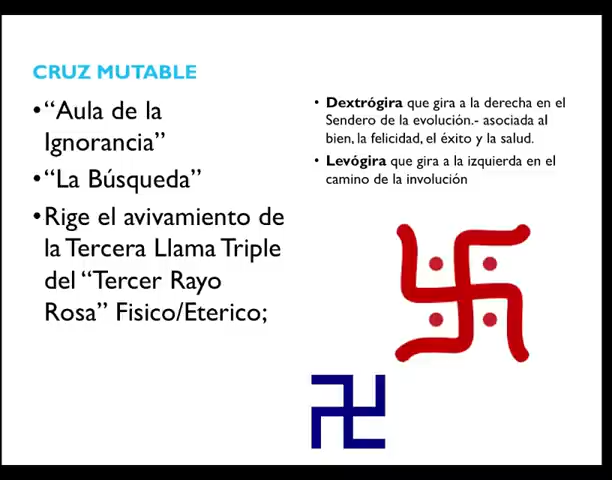 CRUZ MUTABLE
•“Aula de la
Ignorancia”
•“La Búsqueda”
•Rige el avivamiento de
la Tercera Llama Triple
del “Tercer Rayo
Rosa” Fisico/Eterico;
• Dextrógira que gira a la derecha en el
Sendero de la evolución.- asociada al
bien, la felicidad, el éxito y la salud.
• Levógira que gira a la izquierda en el
camino de la involución